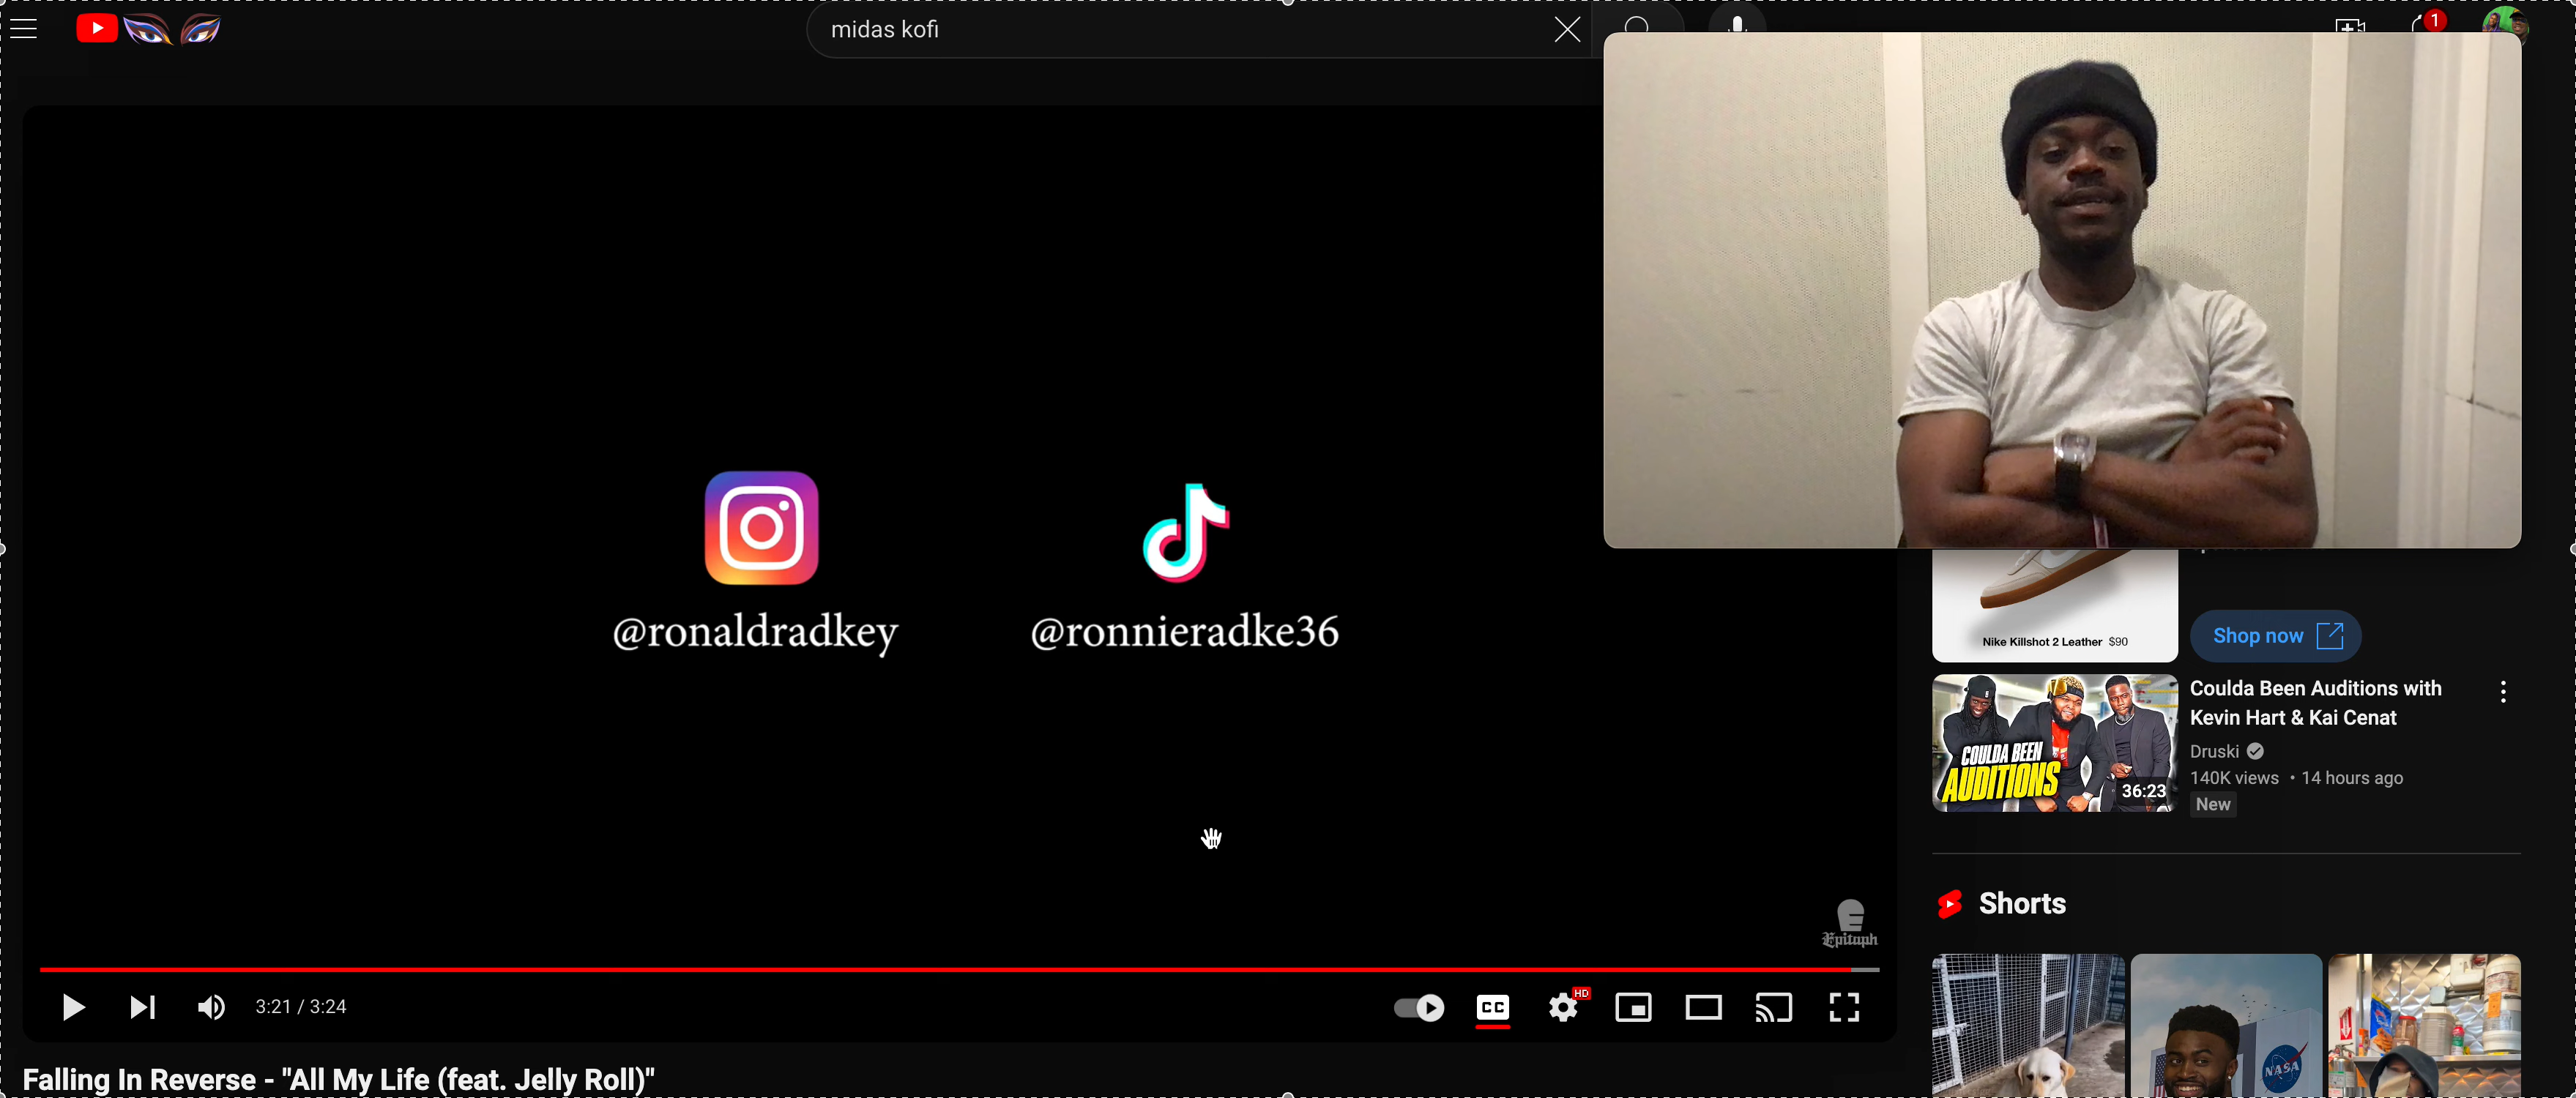 midas kofi
1
@ronaldradkey
@ronnieradke36
Epitaph
HD
CC
3:21 / 3:24
Falling In Reverse - "All My Life (feat. Jelly Roll)"
Nike Killshot 2 Leather $90
Shop now
COULDA BEEN
AUDITIONS
36:23
Coulda Been Auditions with
Kevin Hart & Kai Cenat
Druski
140K views • 14 hours ago
New
Shorts
NASA